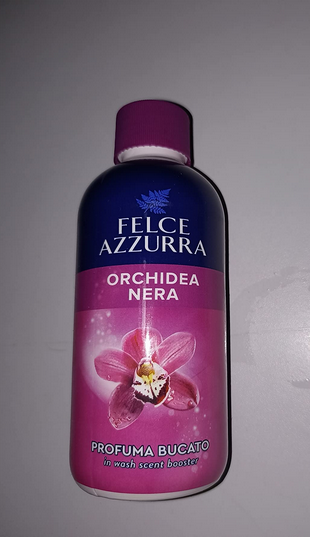 FELCE
AZZURRA
ORCHIDEA
NERA
PROFUMA BUCATO
in wash scent booster